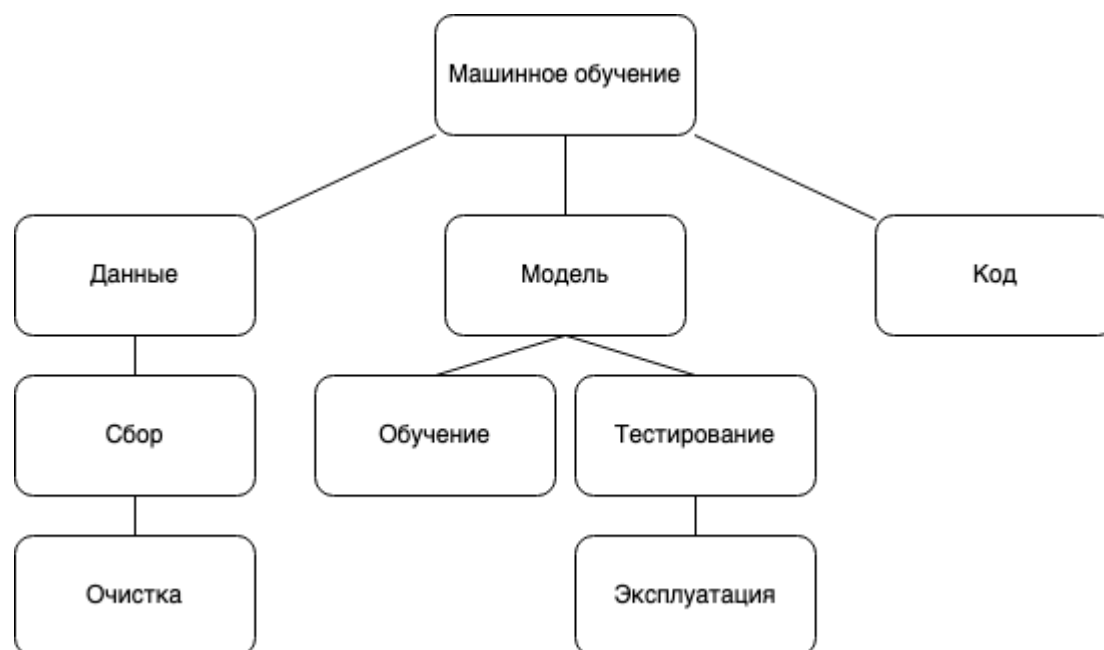 Машинное обучение
Данные
Модель
Код
Сбор
Обучение
Тестирование
Очистка
Эксплуатация